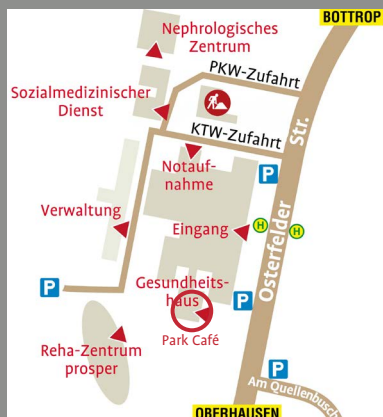 BOTTROP
Nephrologisches
Zentrum
PKW-Zufahrt
Sozialmedizinischer
Dienst
KTW-Zufahrt
Osterfelder Str.
Notauf-
nahme
P
Verwaltung
Eingang
H
H
P
Gesundheits-
haus
P
Park Café
Reha-Zentrum
prosper
P
Am Quellenbusch
OBERHAUSEN